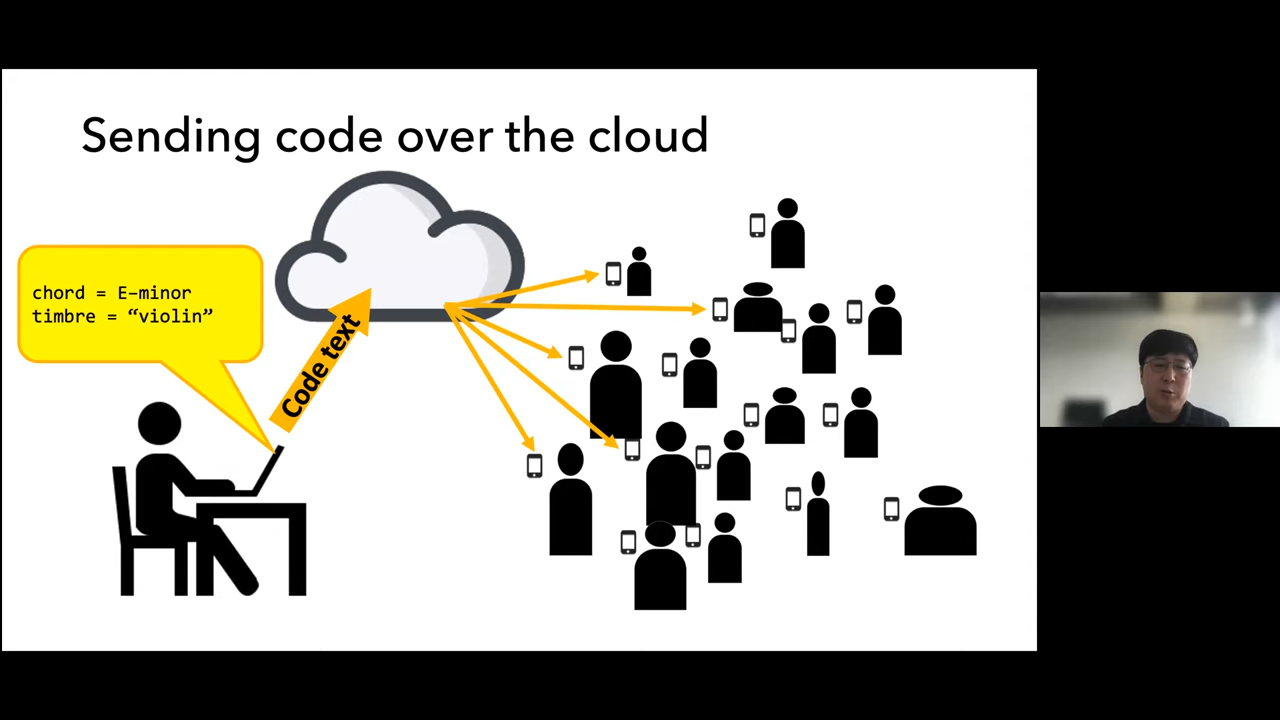 Sending code over the cloud
chord = E-minor
timbre = “violin”
Code text